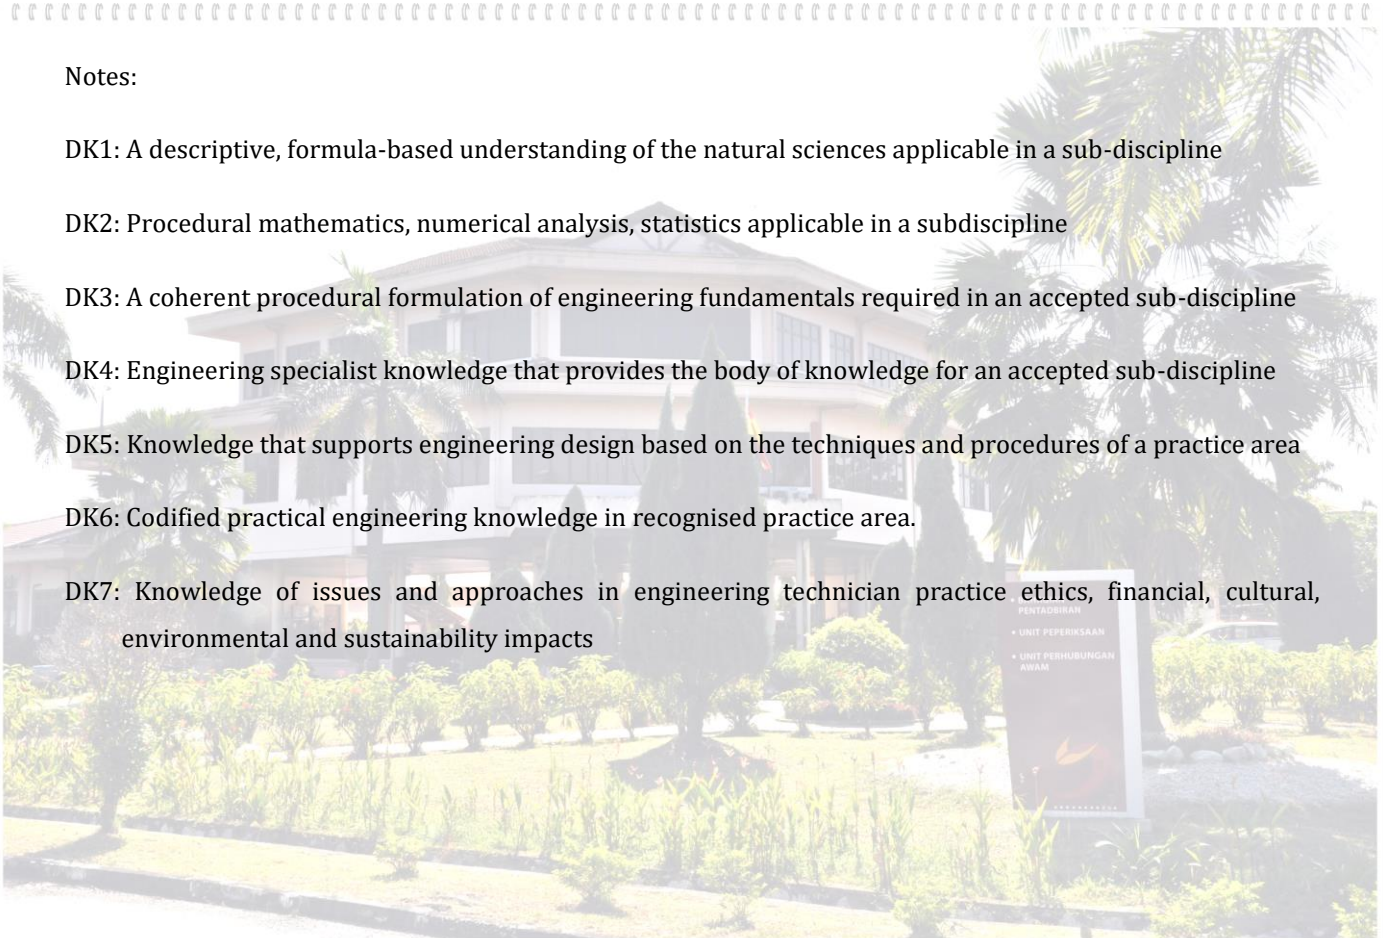 Notes:
DK1: A descriptive, formula-based understanding of the natural sciences applicable in a sub-discipline
DK2: Procedural mathematics, numerical analysis, statistics applicable in a subdiscipline
DK3: A coherent procedural formulation of engineering fundamentals required in an accepted sub-discipline
DK4: Engineering specialist knowledge that provides the body of knowledge for an accepted sub-discipline
DK5: Knowledge that supports engineering design based on the techniques and procedures of a practice area
DK6: Codified practical engineering knowledge in recognised practice area.
DK7: Knowledge of issues and approaches in engineering technician practice ethics, financial, cultural,
environmental and sustainability impacts
PENTADBIRAN
• UNIT PEPERIKSAAN
• UNIT PERHUBUNGAN
AWAM